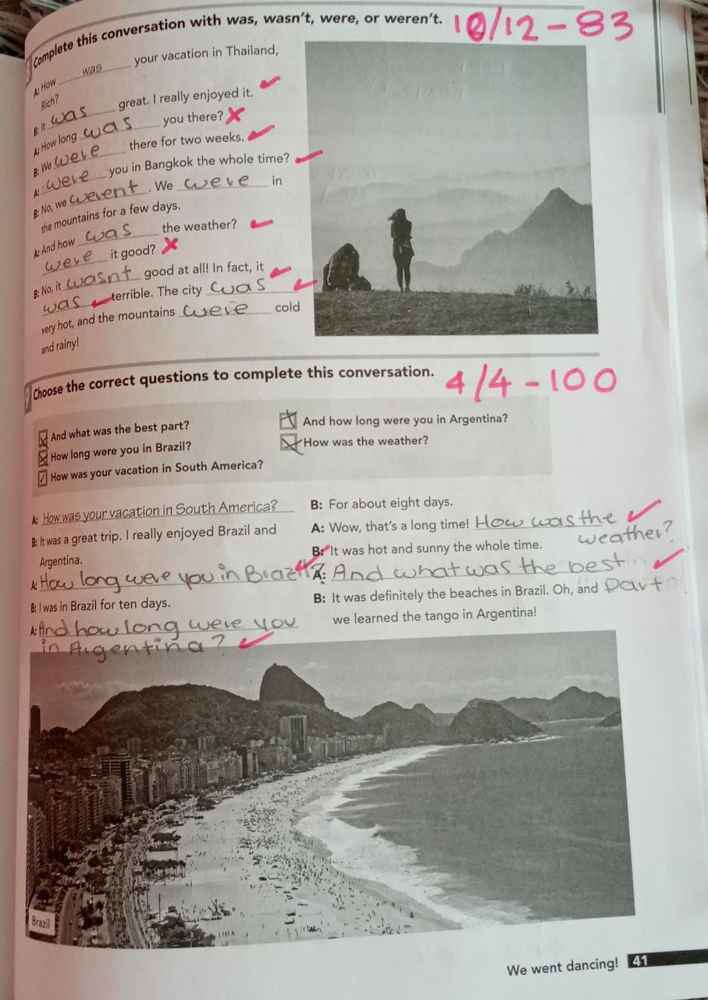 8 Complete this conversation with was, wasn't, were, or weren't. 10/12 - 83
A: How was your vacation in Thailand,
Rich?
B: It was great. I really enjoyed it.
A: How long was you there?
B: We were there for two weeks.
A: were you in Bangkok the whole time?
B: No, we werent. We were in
the mountains for a few days.
A: And how was the weather?
were it good?
B: No, it wasnt good at all! In fact, it
was terrible. The city was
very hot, and the mountains were cold
and rainy!
9 Choose the correct questions to complete this conversation. 4/4 - 100
And what was the best part?
How long were you in Brazil?
How was your vacation in South America?
And how long were you in Argentina?
How was the weather?
A: How was your vacation in South America?
B: It was a great trip. I really enjoyed Brazil and
Argentina.
A: How long were you in Brazil?
B: I was in Brazil for ten days.
A: And how long were you
in Argentina?
B: For about eight days.
A: Wow, that's a long time! How was the
weather?
B: It was hot and sunny the whole time.
A: And what was the best
part
B: It was definitely the beaches in Brazil. Oh, and
we learned the tango in Argentina!
Brazil
We went dancing! 41